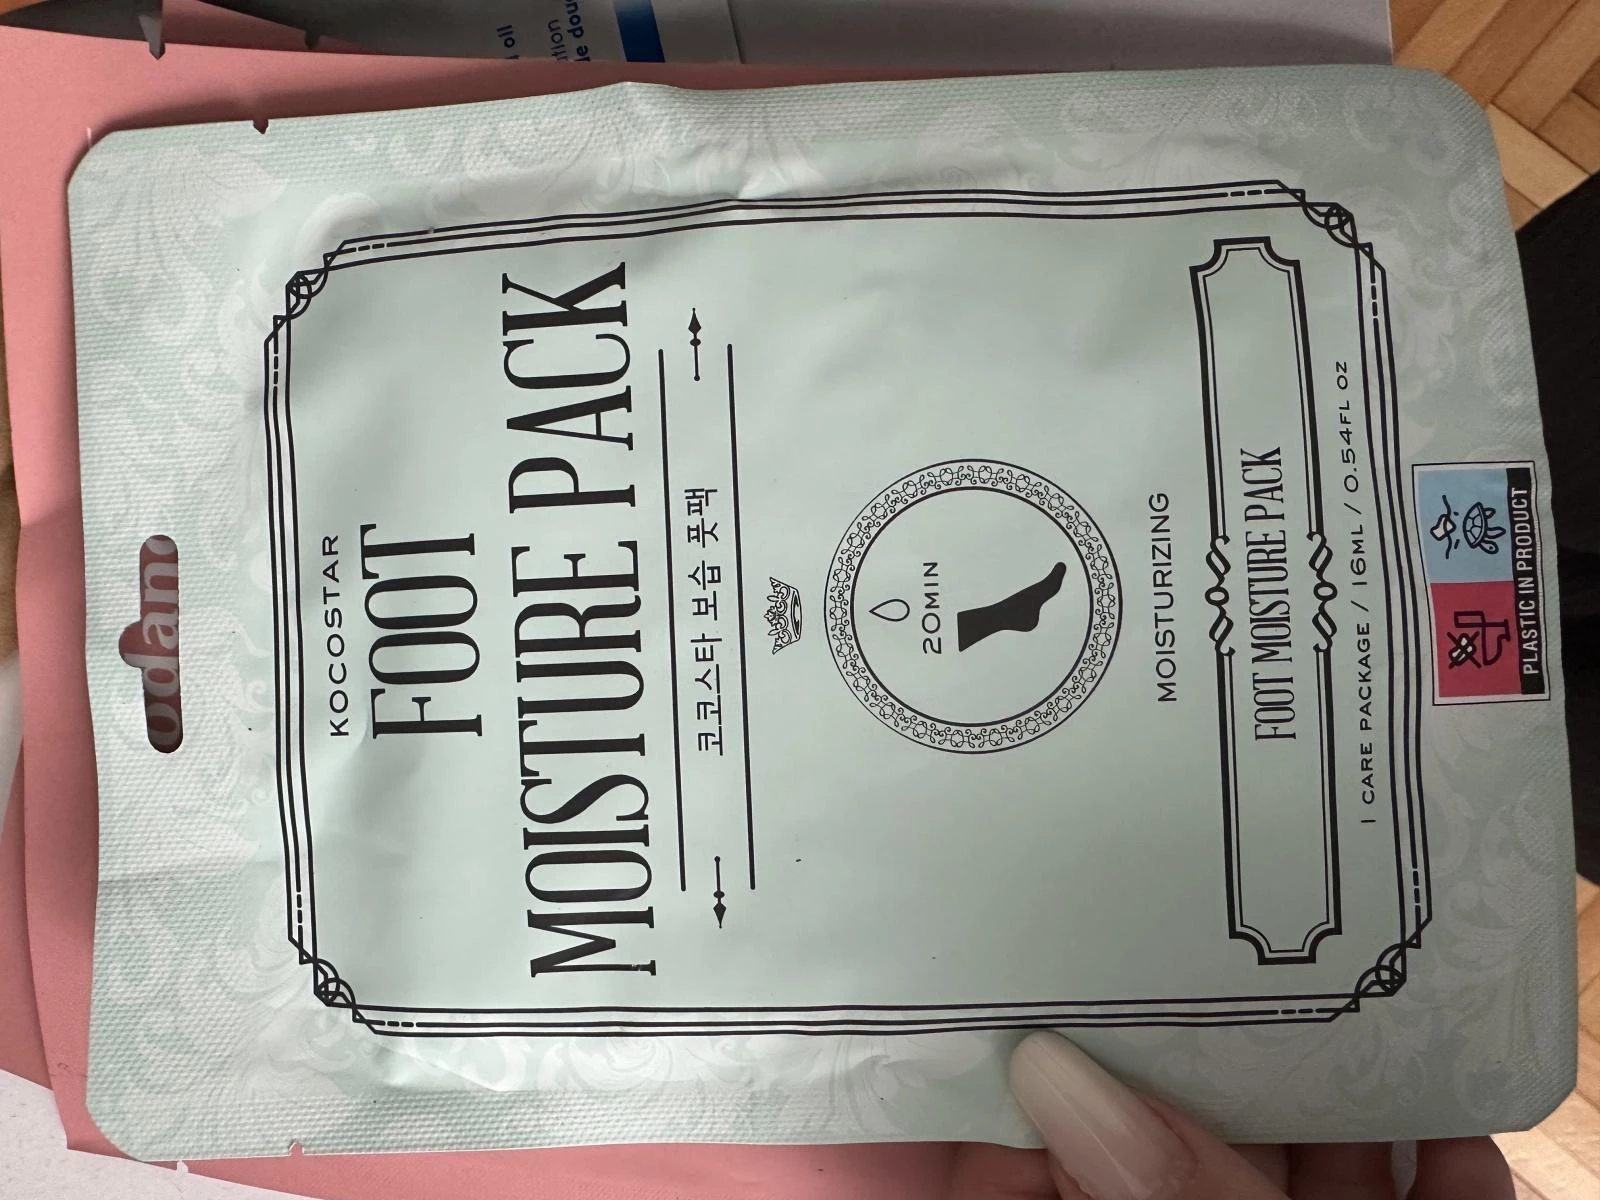 oil
KOCOSTAR
FOOT
MOISTURE PACK
코코스타 보습 풋팩
20MIN
MOISTURIZING
FOOT MOISTURE PACK
1 CARE PACKAGE / 16ML / 0.54FL OZ
PLASTIC IN PRODUCT